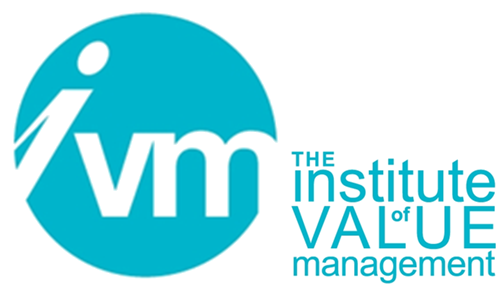 ivm
THE
institute
of
VALUE
management